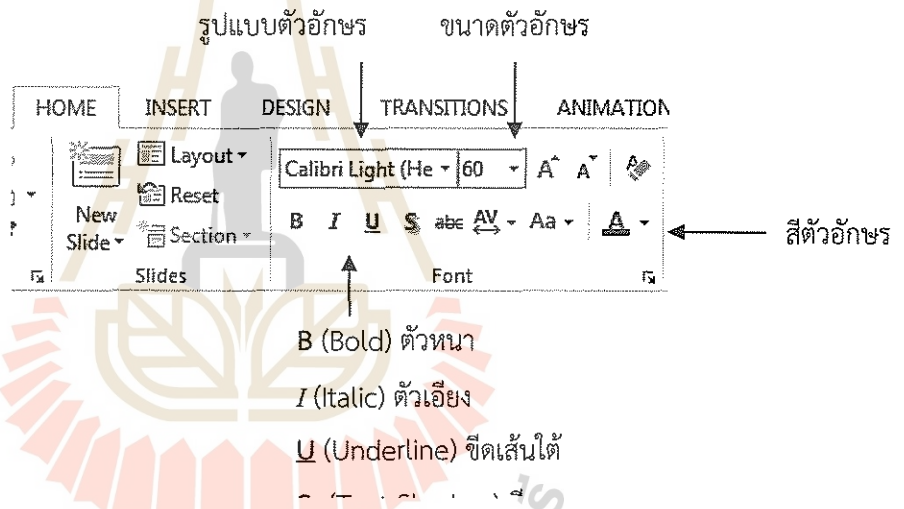 รูปแบบตัวอักษร ขนาดตัวอักษร
HOME INSERT DESIGN TRANSITIONS ANIMATION
Layout Calibri Light (He 60 A A
Reset
New B I U S abc AV Aa A
Slide Section
สีตัวอักษร
Slides Font
B (Bold) ตัวหนา
I (Italic) ตัวเอียง
U (Underline) ขีดเส้นใต้